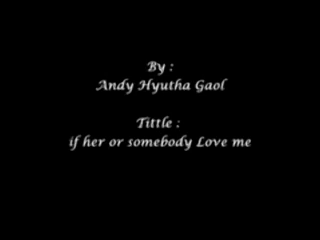 By :
Andy Hyutha Gaol
Tittle :
if her or somebody Love me